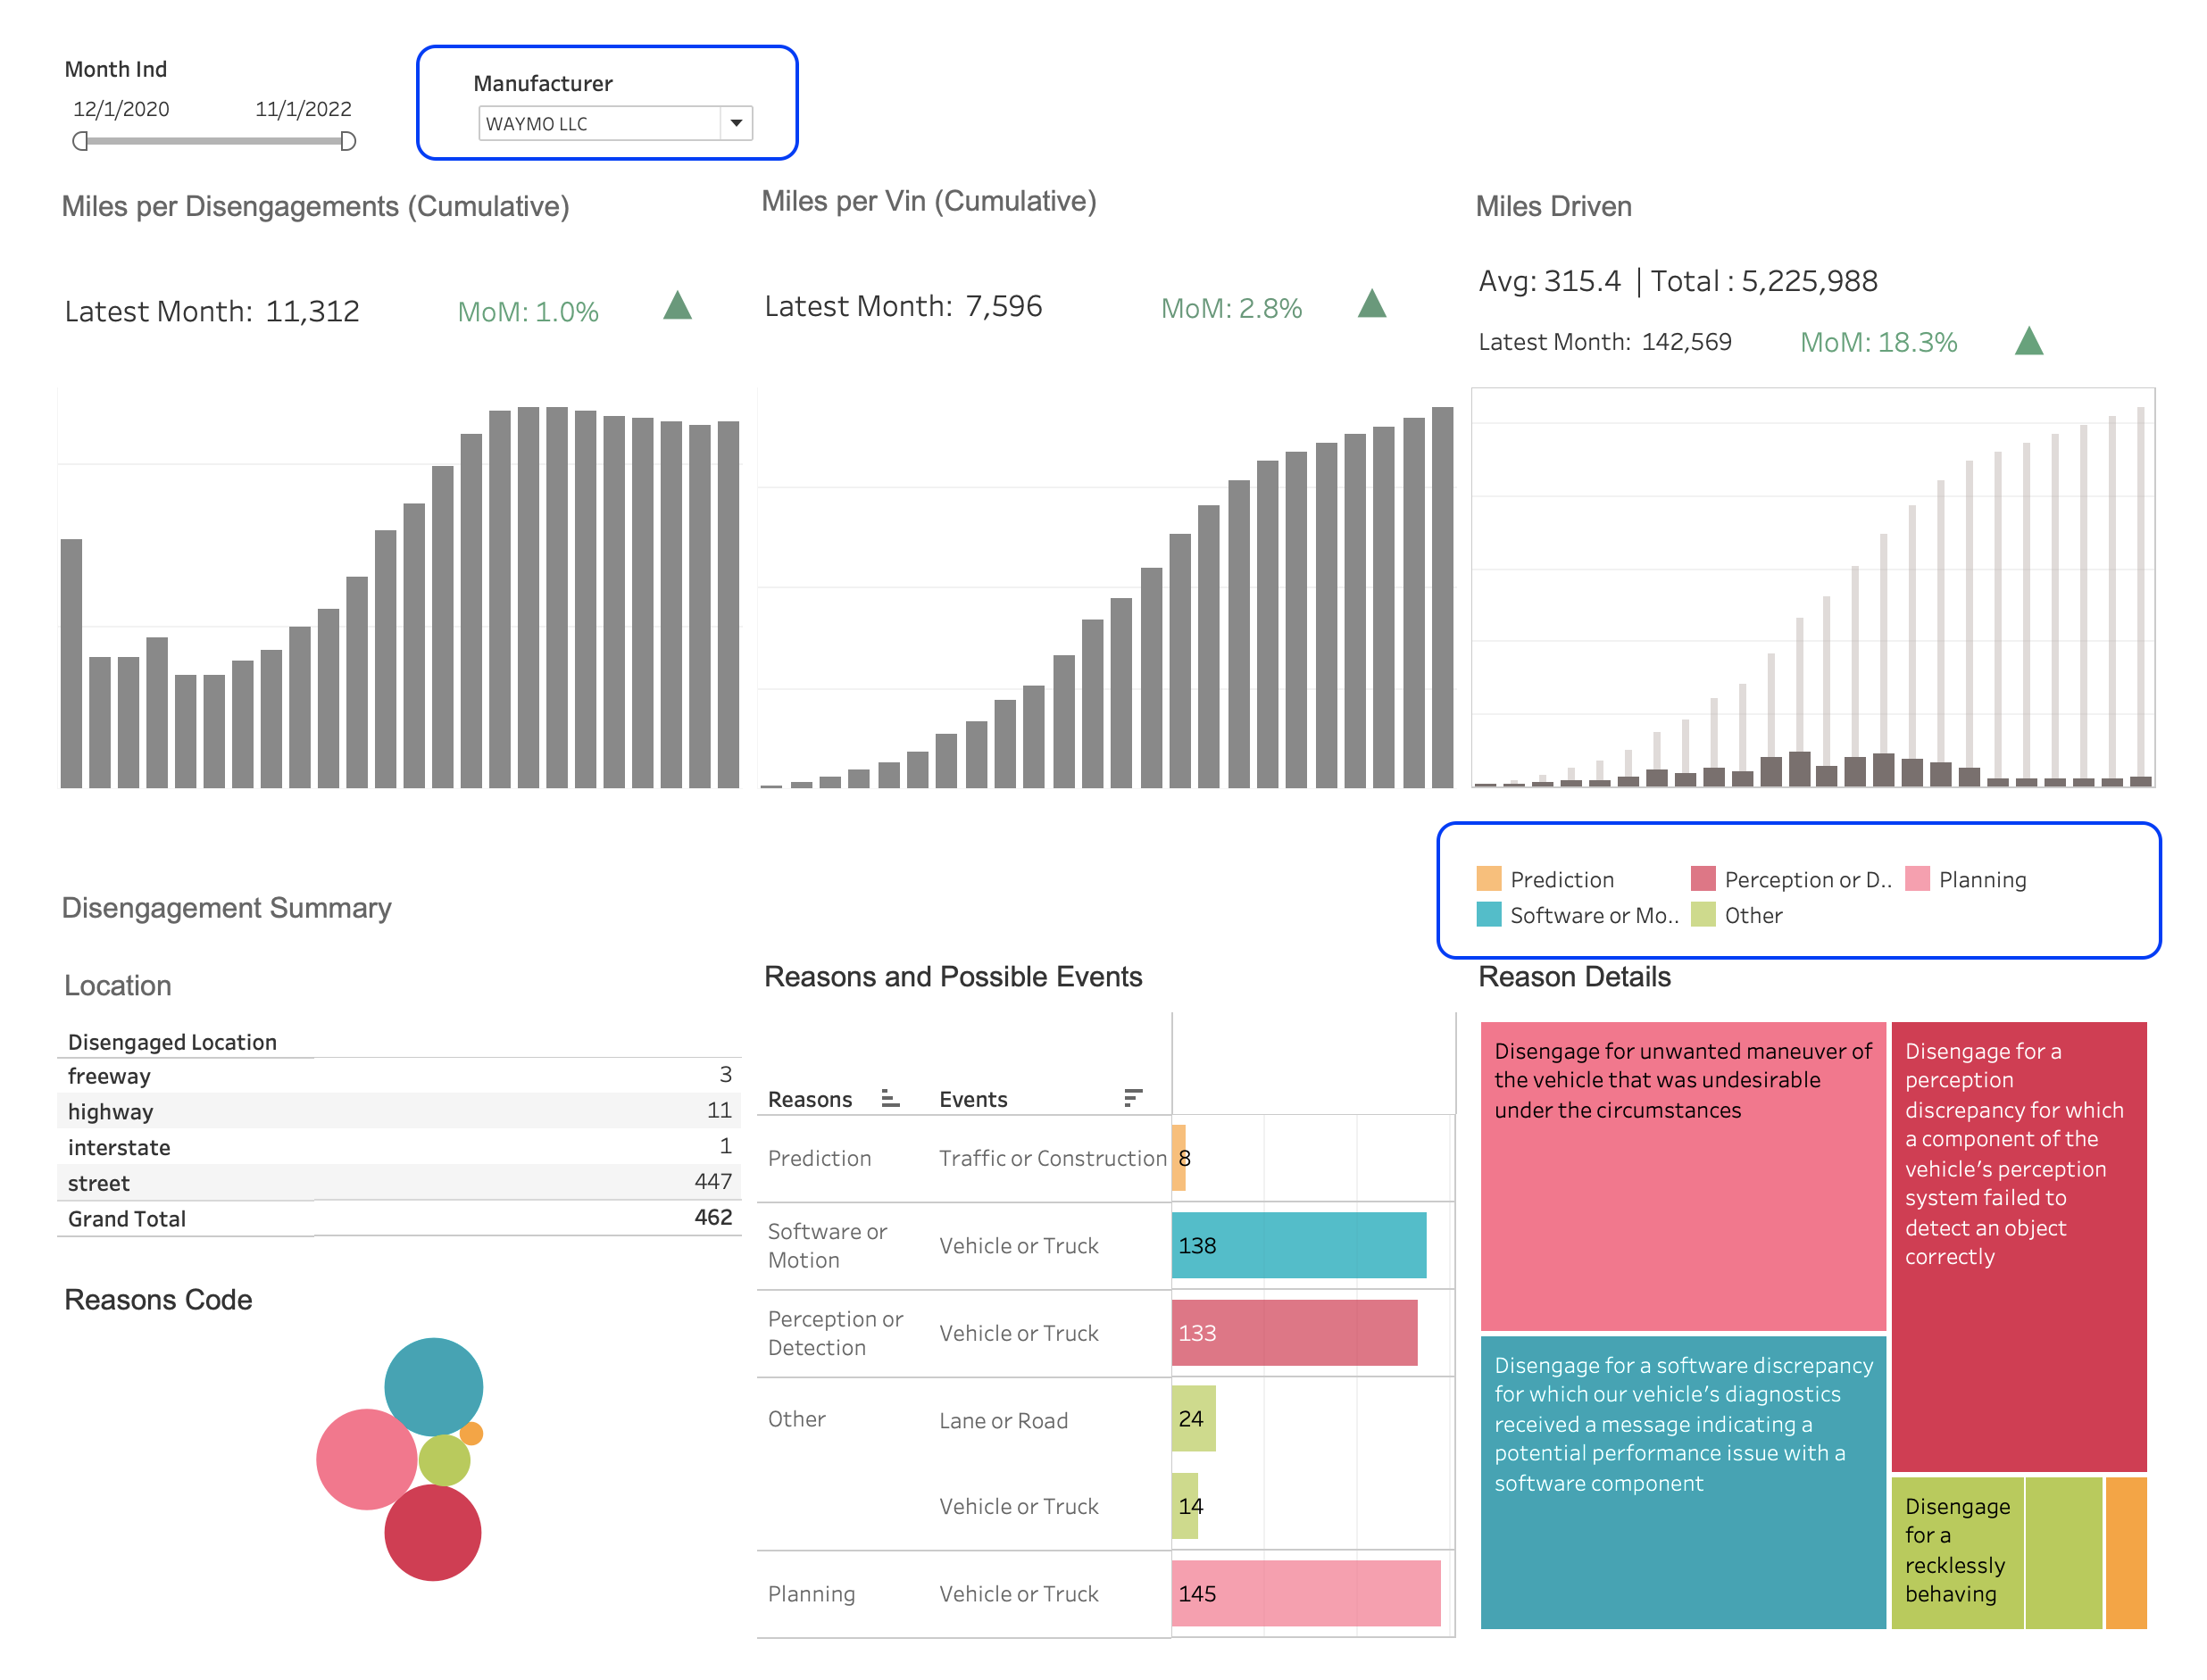 Month Ind
12/1/2020 11/1/2022
Manufacturer
WAYMO LLC
Miles per Disengagements (Cumulative)
Latest Month: 11,312 MoM: 1.0%
Miles per Vin (Cumulative)
Latest Month: 7,596 MoM: 2.8%
Miles Driven
Avg: 315.4 | Total : 5,225,988
Latest Month: 142,569 MoM: 18.3%
Prediction Perception or D.. Planning
Software or Mo.. Other
Disengagement Summary
Location
Disengaged Location
freeway 3
highway 11
interstate 1
street 447
Grand Total 462
Reasons Code
Reasons and Possible Events
Reasons Events
Prediction Traffic or Construction 8
Software or
Motion
Vehicle or Truck 138
Perception or
Detection
Vehicle or Truck 133
Other Lane or Road 24
Vehicle or Truck 14
Planning Vehicle or Truck 145
Reason Details
Disengage for unwanted maneuver of
the vehicle that was undesirable
under the circumstances
Disengage for a
perception
discrepancy for which
a component of the
vehicle's perception
system failed to
detect an object
correctly
Disengage for a software discrepancy
for which our vehicle's diagnostics
received a message indicating a
potential performance issue with a
software component
Disengage
for a
recklessly
behaving